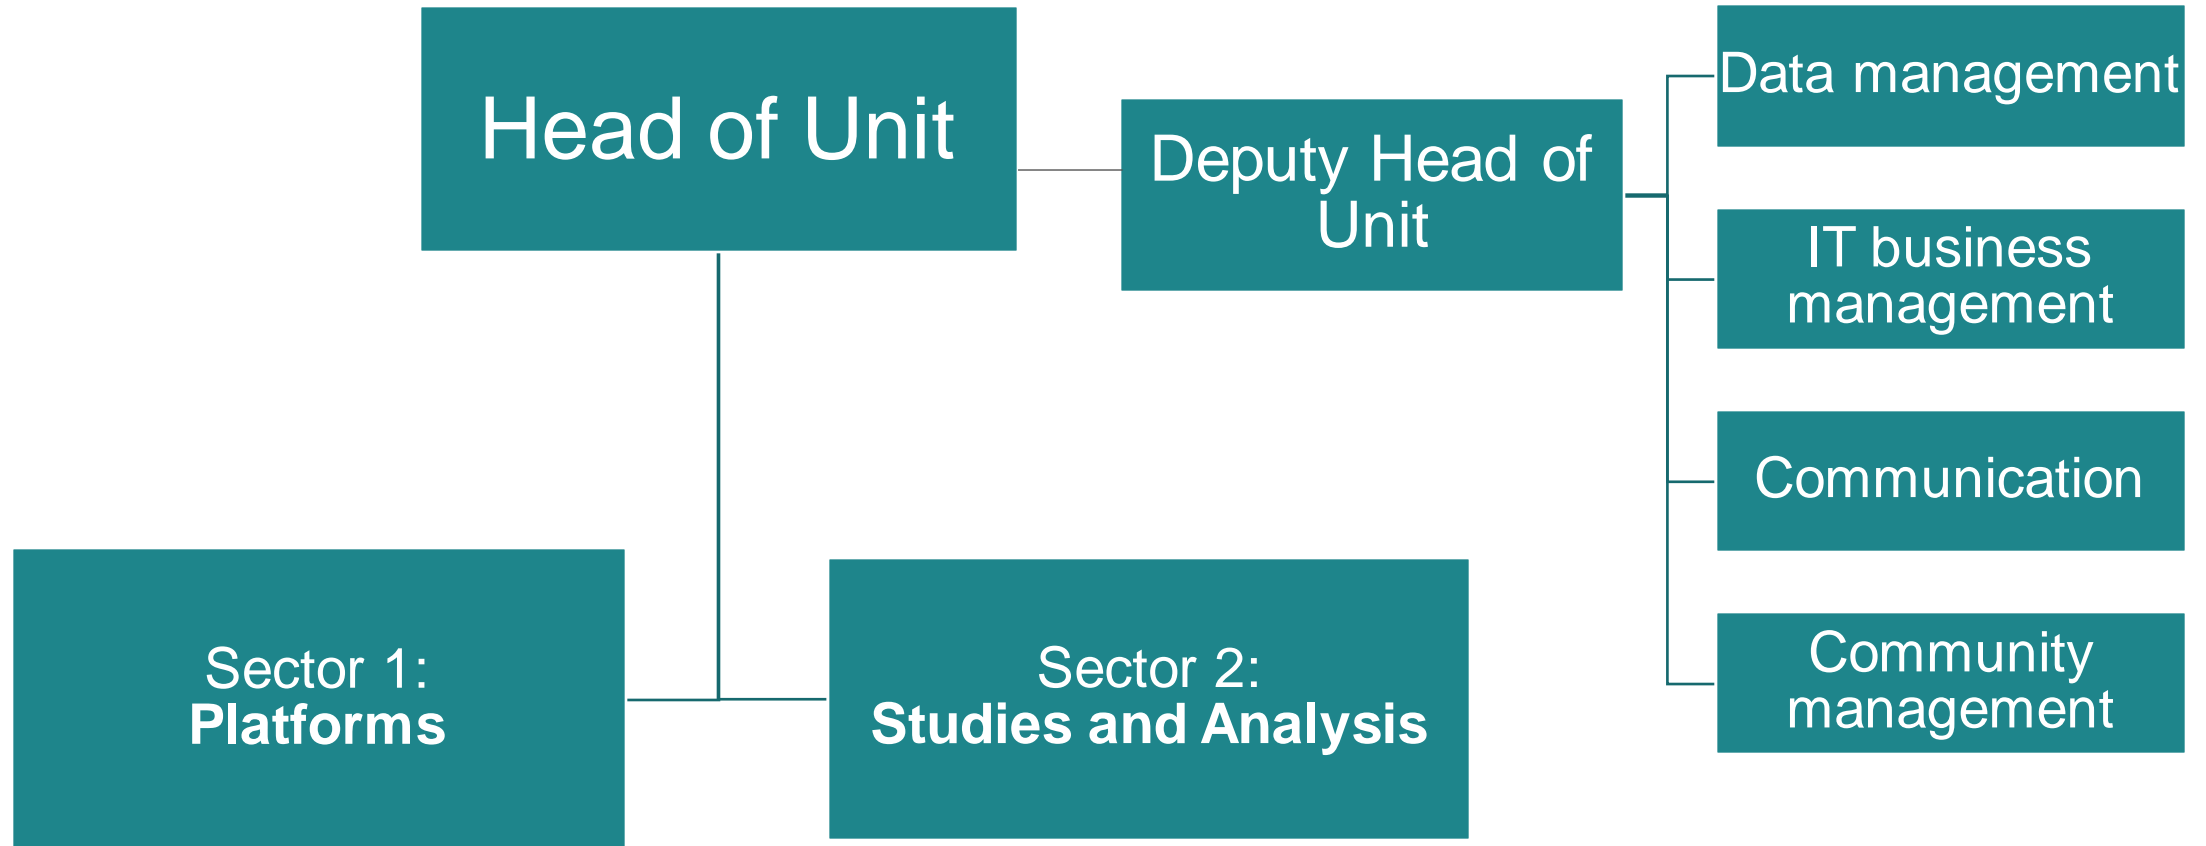 Head of Unit
Deputy Head of
Unit
Data management
IT business
management
Communication
Community
management
Sector 1:
Platforms
Sector 2:
Studies and Analysis